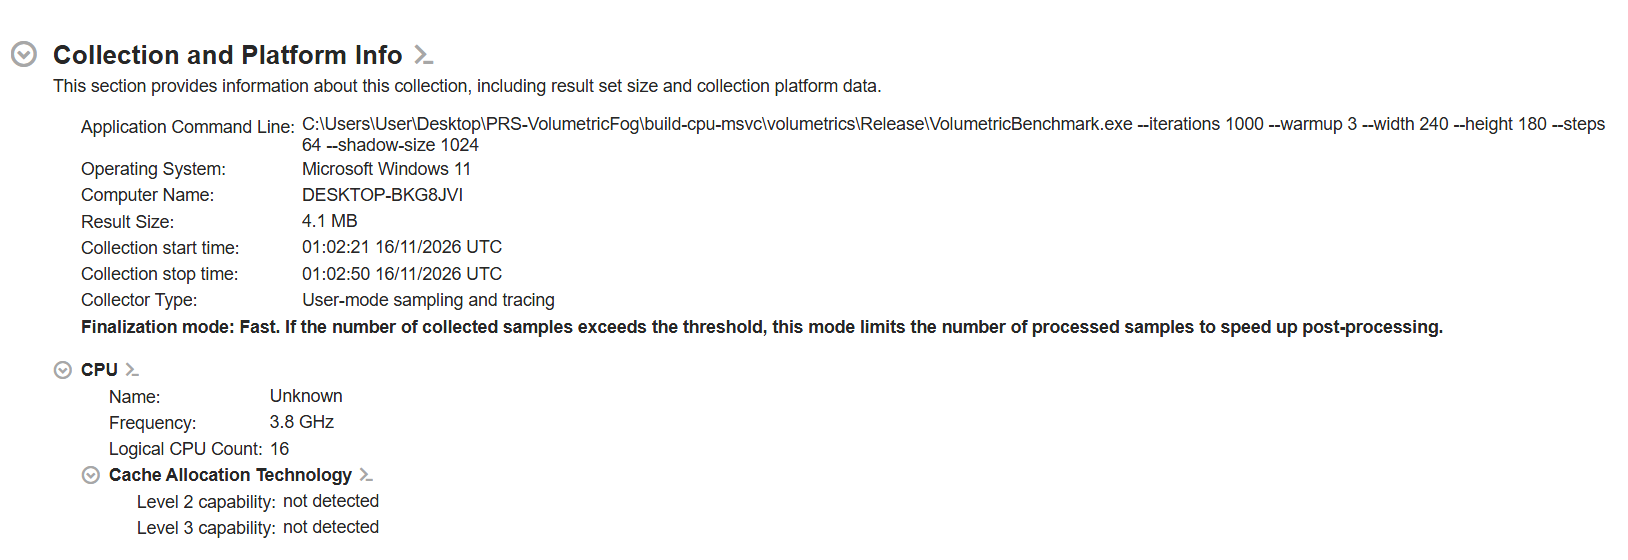 Collection and Platform Info
This section provides information about this collection, including result set size and collection platform data.
Application Command Line: C:\Users\User\Desktop\PRS-VolumetricFog\build-cpu-msvc\volumetrics\Release\VolumetricBenchmark.exe --iterations 1000 --warmup 3 --width 240 --height 180 --steps
64 --shadow-size 1024
Operating System: Microsoft Windows 11
Computer Name: DESKTOP-BKG8JVI
Result Size: 4.1 MB
Collection start time: 01:02:21 16/11/2026 UTC
Collection stop time: 01:02:50 16/11/2026 UTC
Collector Type: User-mode sampling and tracing
Finalization mode: Fast. If the number of collected samples exceeds the threshold, this mode limits the number of processed samples to speed up post-processing.
CPU
Name: Unknown
Frequency: 3.8 GHz
Logical CPU Count: 16
Cache Allocation Technology
Level 2 capability: not detected
Level 3 capability: not detected